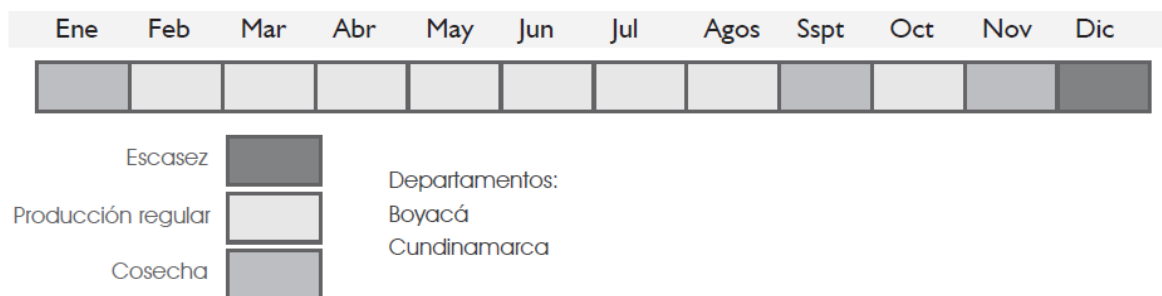 Ene Feb Mar Abr May Jun Jul Agos Sspt Oct Nov Dic
Escasez
Producción regular
Cosecha
Departamentos:
Boyacá
Cundinamarca